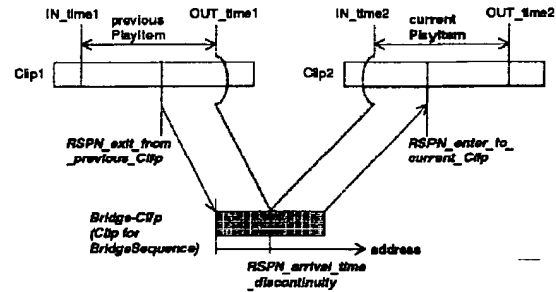 IN_time1
previous
PlayItem
OUT_time1
IN_time2
current
PlayItem
OUT_time2
Clip1
Clip2
RSPN_exit_from
_previous_Clip
RSPN_enter_to_
current_Clip
Bridge-Clip
(Clip for
BridgeSequence)
address
RSPN_arrival_time
_discontinuity